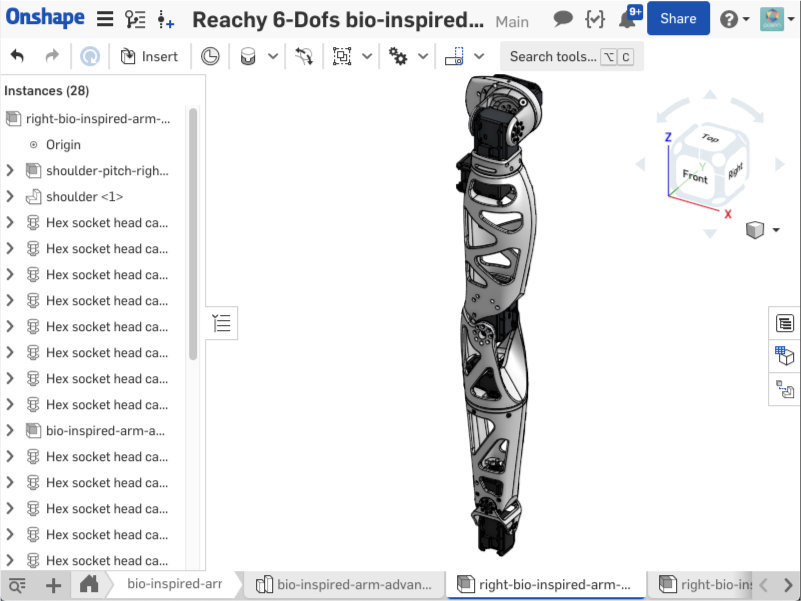 Onshape
Reachy 6-Dofs bio-inspired... Main
9+
Share
Insert
Search tools... ⌥ C
Instances (28)
right-bio-inspired-arm-...
Origin
shoulder-pitch-righ...
shoulder <1>
Hex socket head ca...
Hex socket head ca...
Hex socket head ca...
Hex socket head ca...
Hex socket head ca...
Hex socket head ca...
Hex socket head ca...
Hex socket head ca...
bio-inspired-arm-a...
Hex socket head ca...
Hex socket head ca...
Hex socket head ca...
Hex socket head ca...
Hex socket head ca...
Z
Top
Y
Front
Right
X
bio-inspired-arr
bio-inspired-arm-advan...
right-bio-inspired-arm-...
right-bio-ins